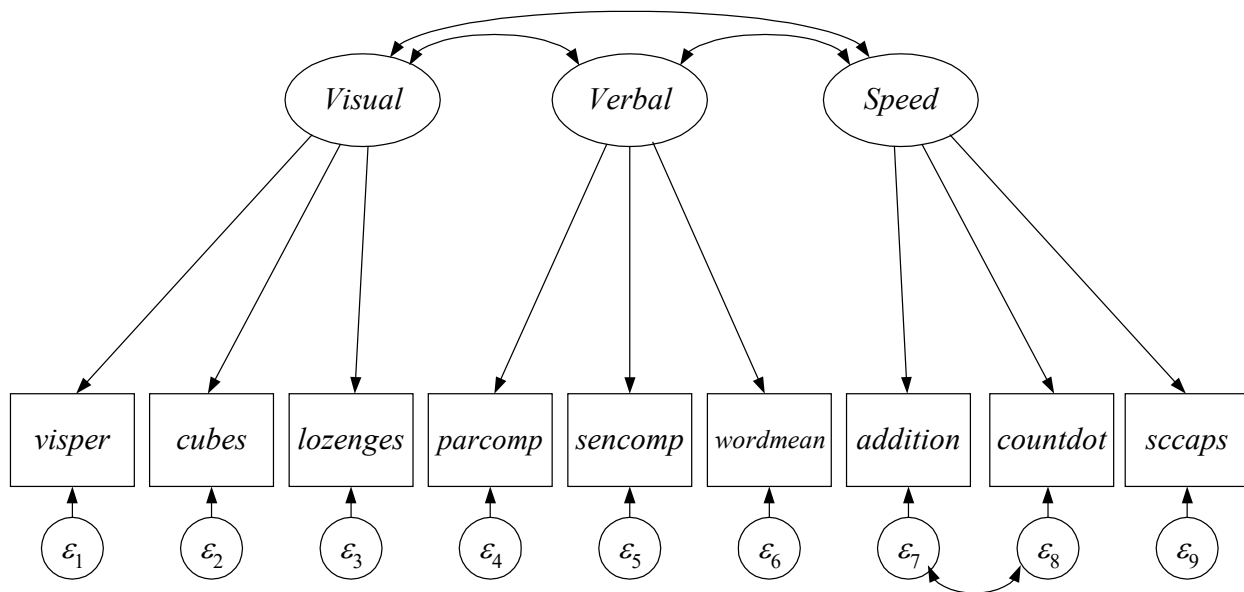 Visual Verbal Speed
visper cubes lozenges parcomp sencomp wordmean addition countdot sccaps
ε1 ε2 ε3 ε4 ε5 ε6 ε7 ε8 ε9